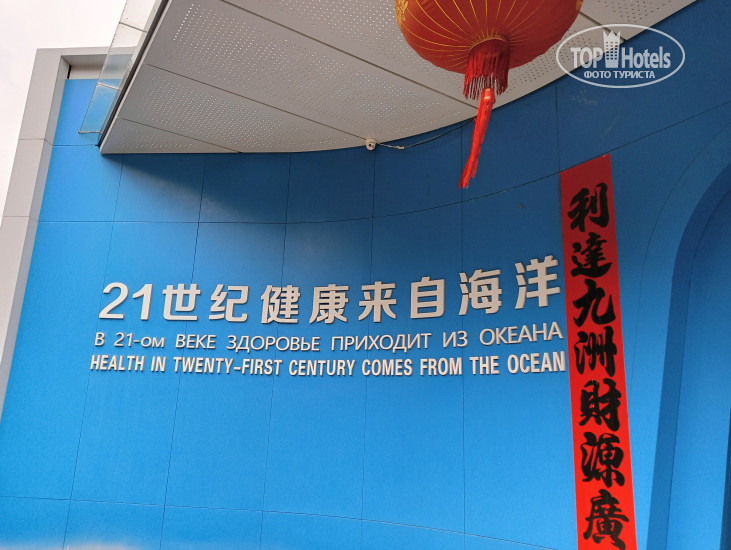 TOP Hotels
ФОТО ТУРИСТА
21世纪健康来自海洋
В 21-ом ВЕКЕ ЗДОРОВЬЕ ПРИХОДИТ ИЗ ОКЕАНА
HEALTH IN TWENTY-FIRST CENTURY COMES FROM THE OCEAN
利達九洲財源廣